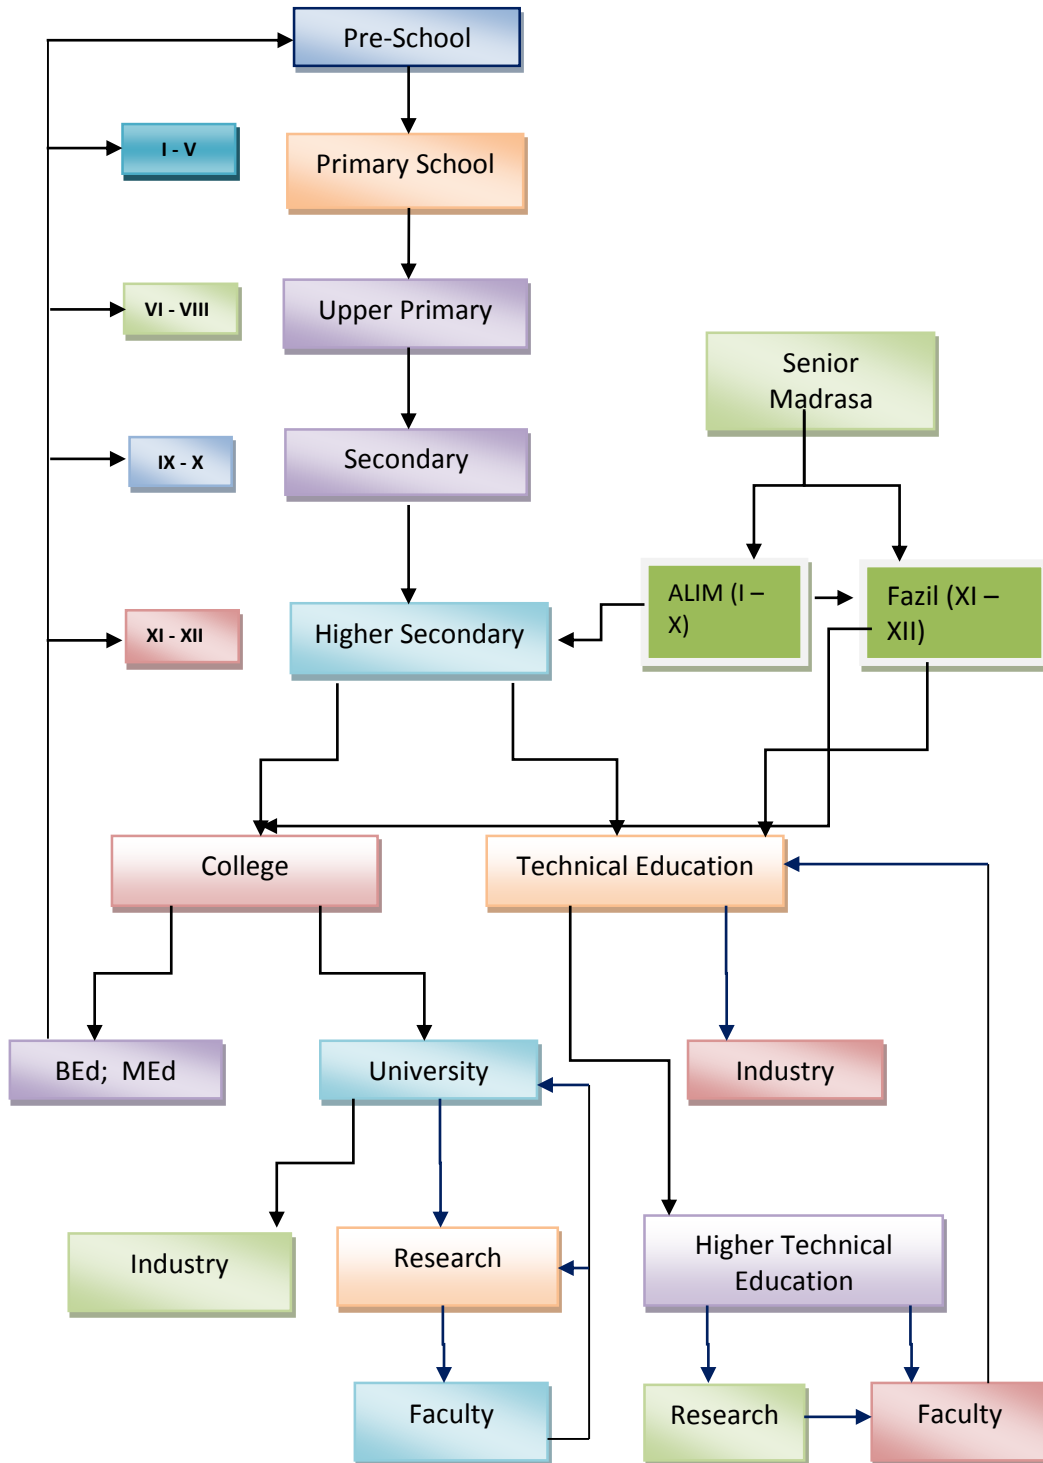 Pre-School
I - V
Primary School
VI - VIII
Upper Primary
Senior
Madrasa
IX - X
Secondary
ALIM (I –
X)
Fazil (XI –
XII)
XI - XII
Higher Secondary
College
Technical Education
BEd;  MEd
University
Industry
Industry
Research
Higher Technical
Education
Faculty
Research
Faculty